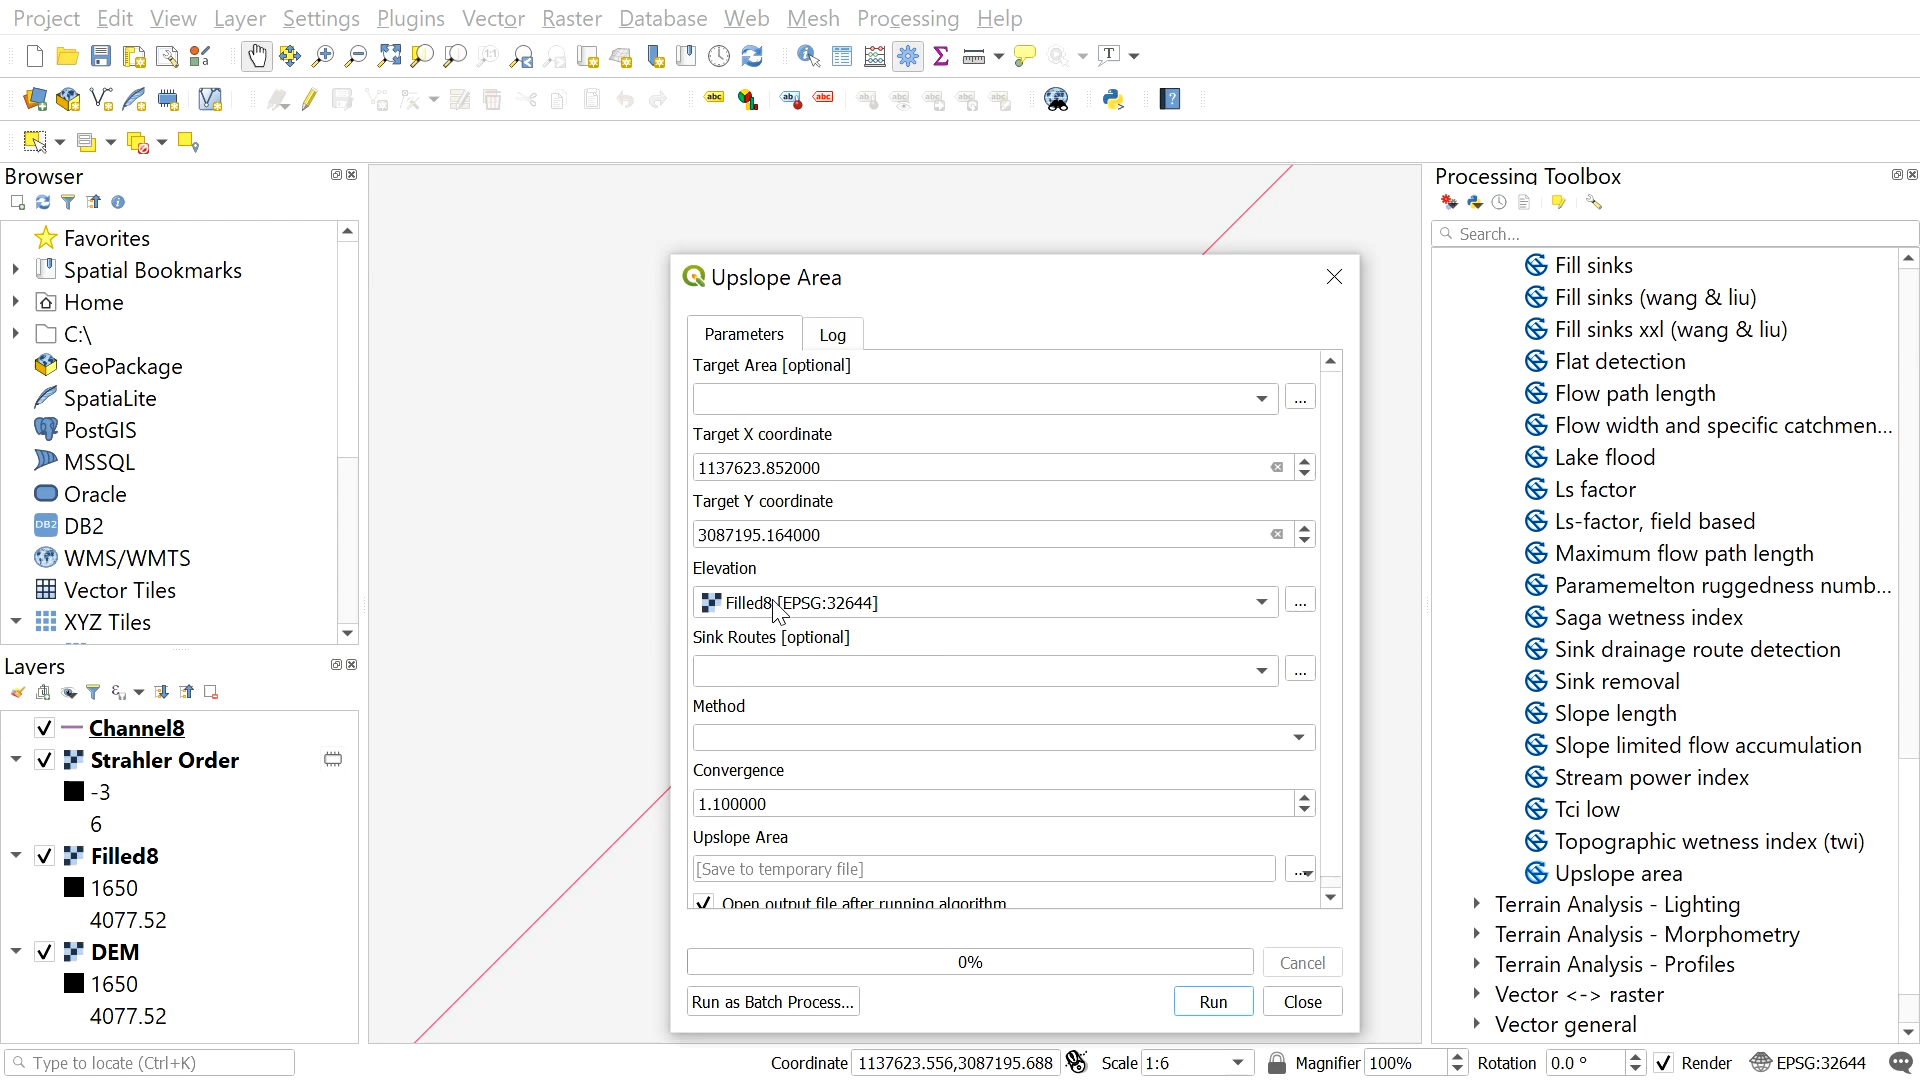 Project Edit View Layer Settings Plugins Vector Raster Database Web Mesh Processing Help
Browser
Favorites
Spatial Bookmarks
Home
C:\
GeoPackage
SpatiaLite
PostGIS
MSSQL
Oracle
DB2
WMS/WMTS
Vector Tiles
XYZ Tiles
Layers
Channel8
Strahler Order
-3
6
Filled8
1650
4077.52
DEM
1650
4077.52
Upslope Area
Parameters Log
Target Area [optional]
Target X coordinate
1137623.852000
Target Y coordinate
3087195.164000
Elevation
Filled8 [EPSG:32644]
Sink Routes [optional]
Method
Convergence
1.100000
Upslope Area
[Save to temporary file]
Open output file after running algorithm
0% Cancel
Run as Batch Process... Run Close
Processing Toolbox
Search...
Fill sinks
Fill sinks (wang & liu)
Fill sinks xxl (wang & liu)
Flat detection
Flow path length
Flow width and specific catchmen...
Lake flood
Ls factor
Ls-factor, field based
Maximum flow path length
Paramemelton ruggedness numb...
Saga wetness index
Sink drainage route detection
Sink removal
Slope length
Slope limited flow accumulation
Stream power index
Tci low
Topographic wetness index (twi)
Upslope area
Terrain Analysis - Lighting
Terrain Analysis - Morphometry
Terrain Analysis - Profiles
Vector <-> raster
Vector general
Type to locate (Ctrl+K) Coordinate 1137623.556,3087195.688 Scale 1:6 Magnifier 100% Rotation 0.0 ° Render EPSG:32644